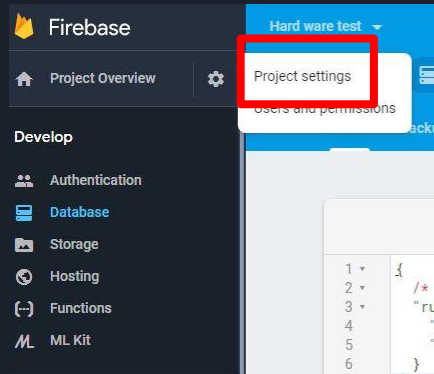 Firebase
Hard ware test
Project Overview
Project settings
Users and permissions
Develop
Authentication
Database
Storage
Hosting
Functions
ML Kit
1 {
2 /*
3 "ru
4 "
5 "
6 }